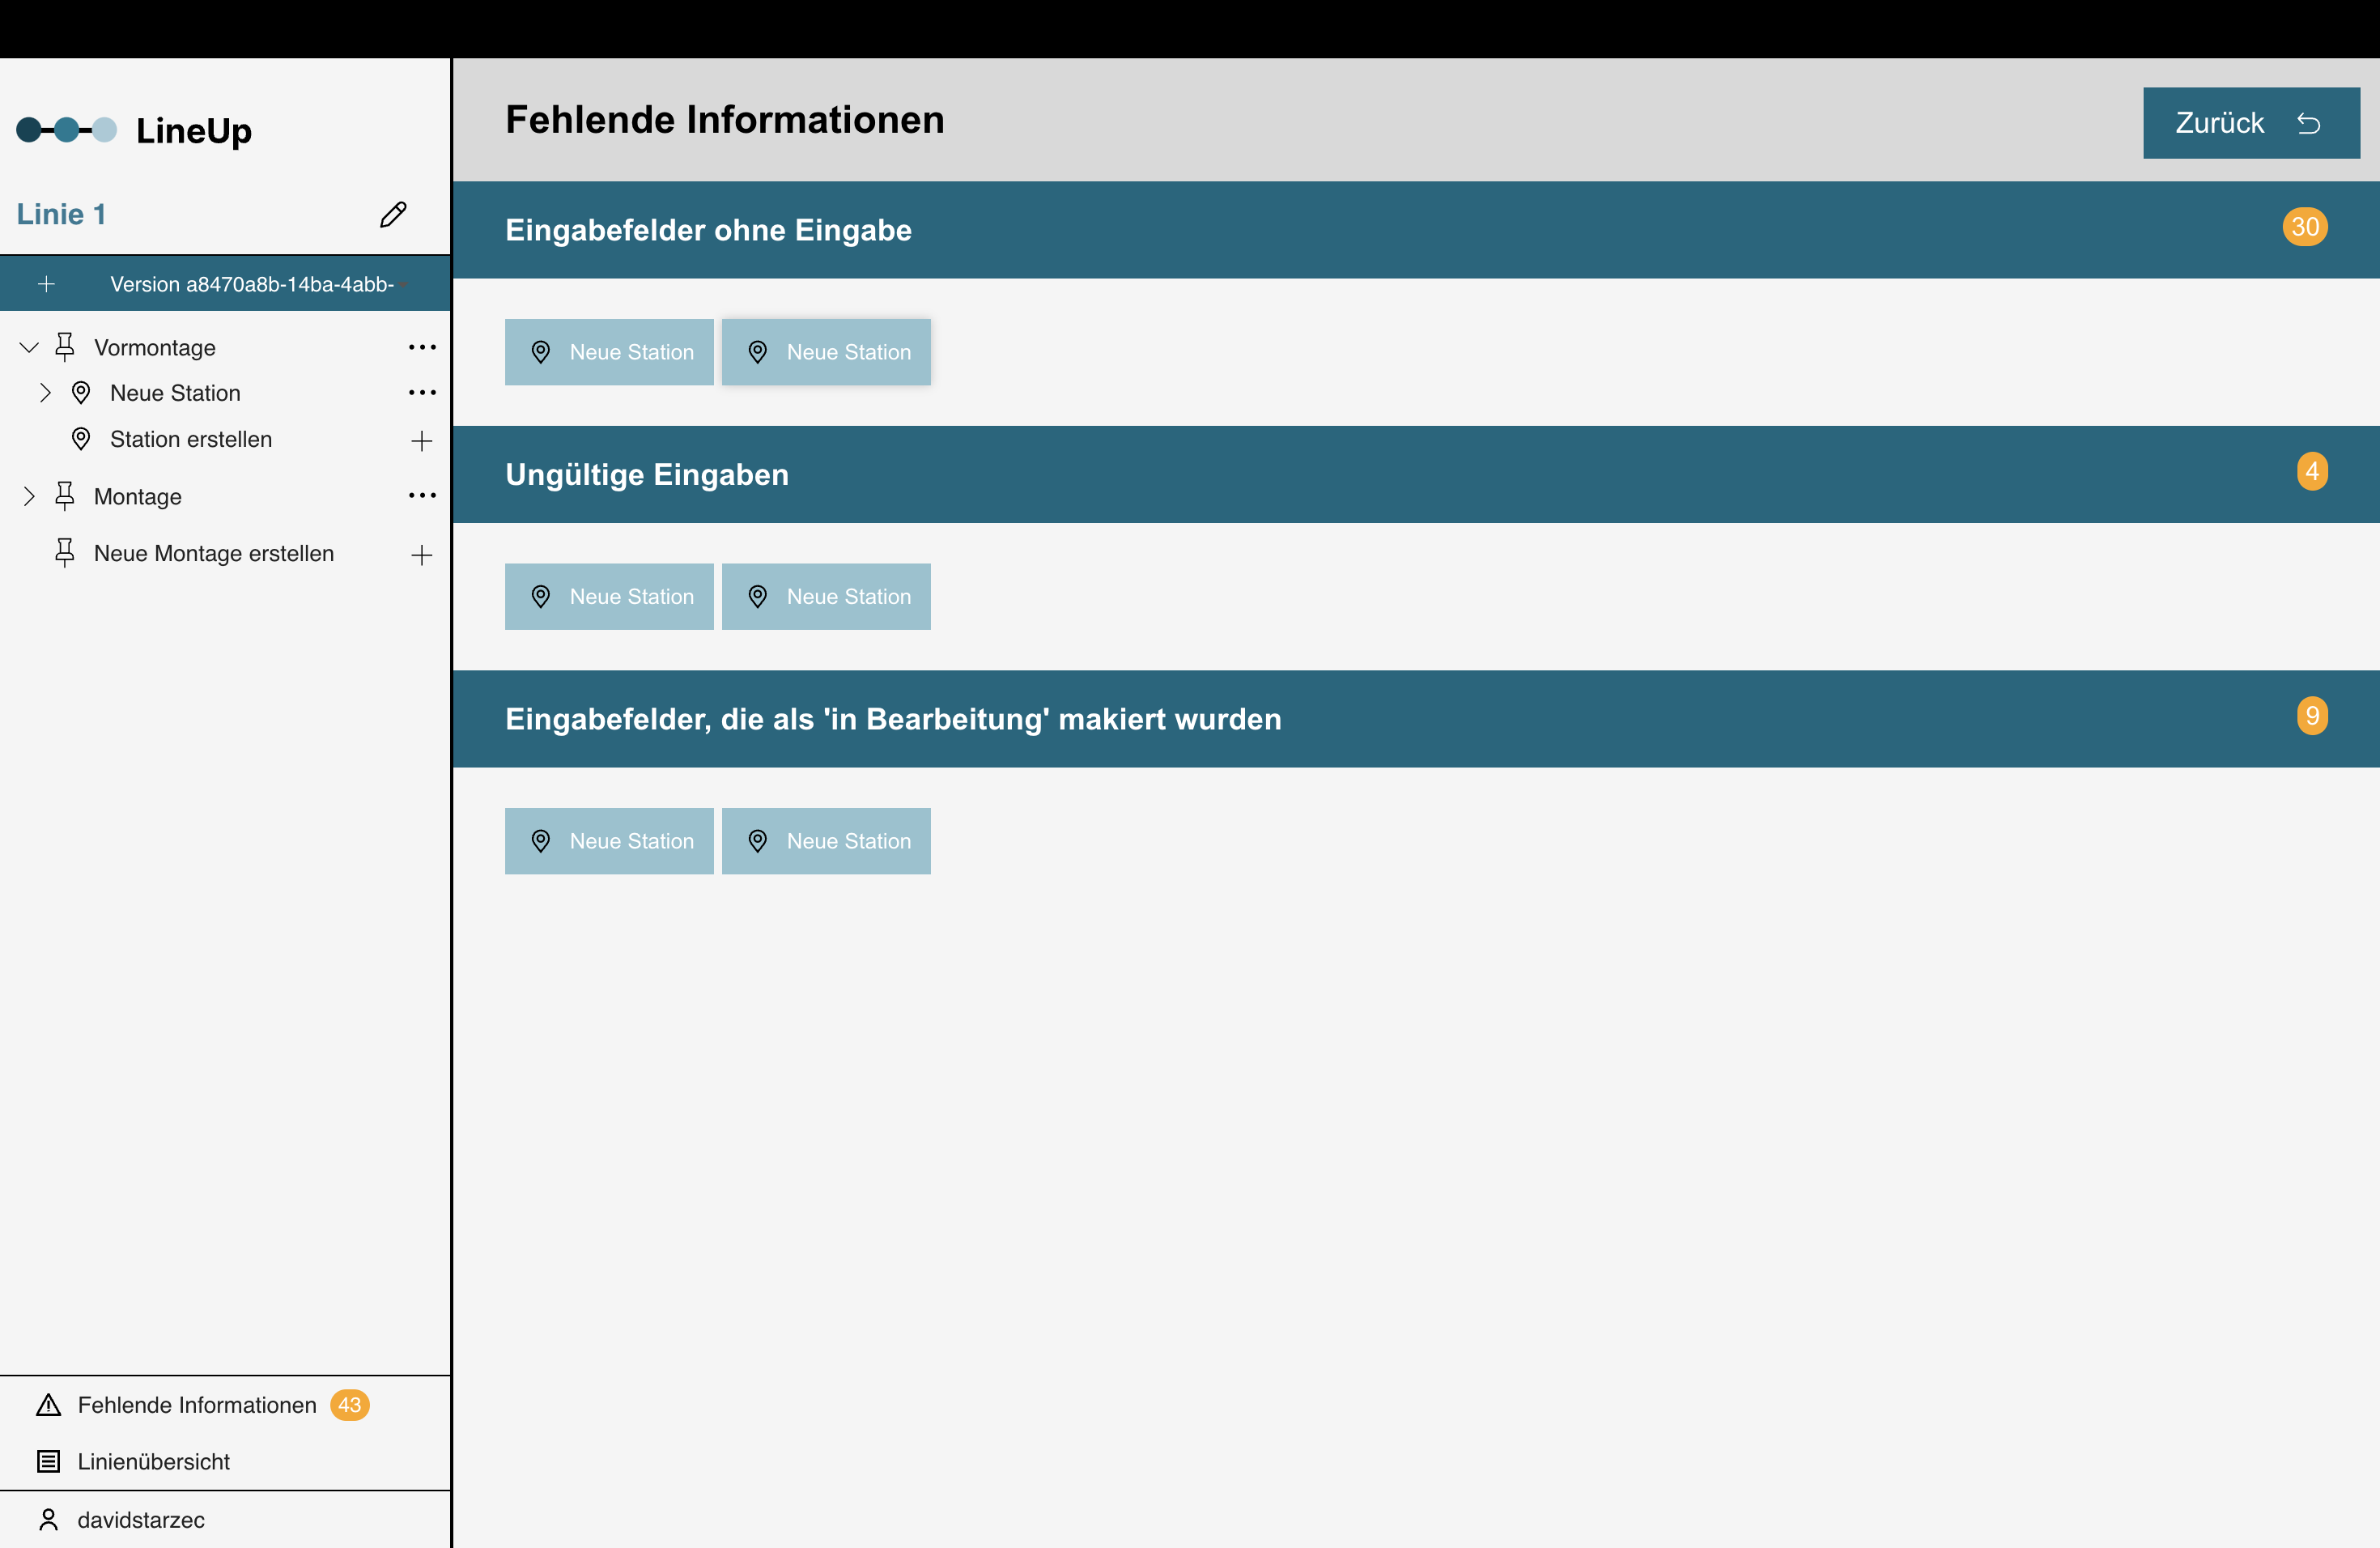 LineUp
Linie 1
Version a8470a8b-14ba-4abb-
Vormontage
Neue Station
Station erstellen
Montage
Neue Montage erstellen
Fehlende Informationen 43
Linienübersicht
davidstarzec
Fehlende Informationen
Zurück
Eingabefelder ohne Eingabe 30
Neue Station Neue Station
Ungültige Eingaben 4
Neue Station Neue Station
Eingabefelder, die als 'in Bearbeitung' makiert wurden 9
Neue Station Neue Station